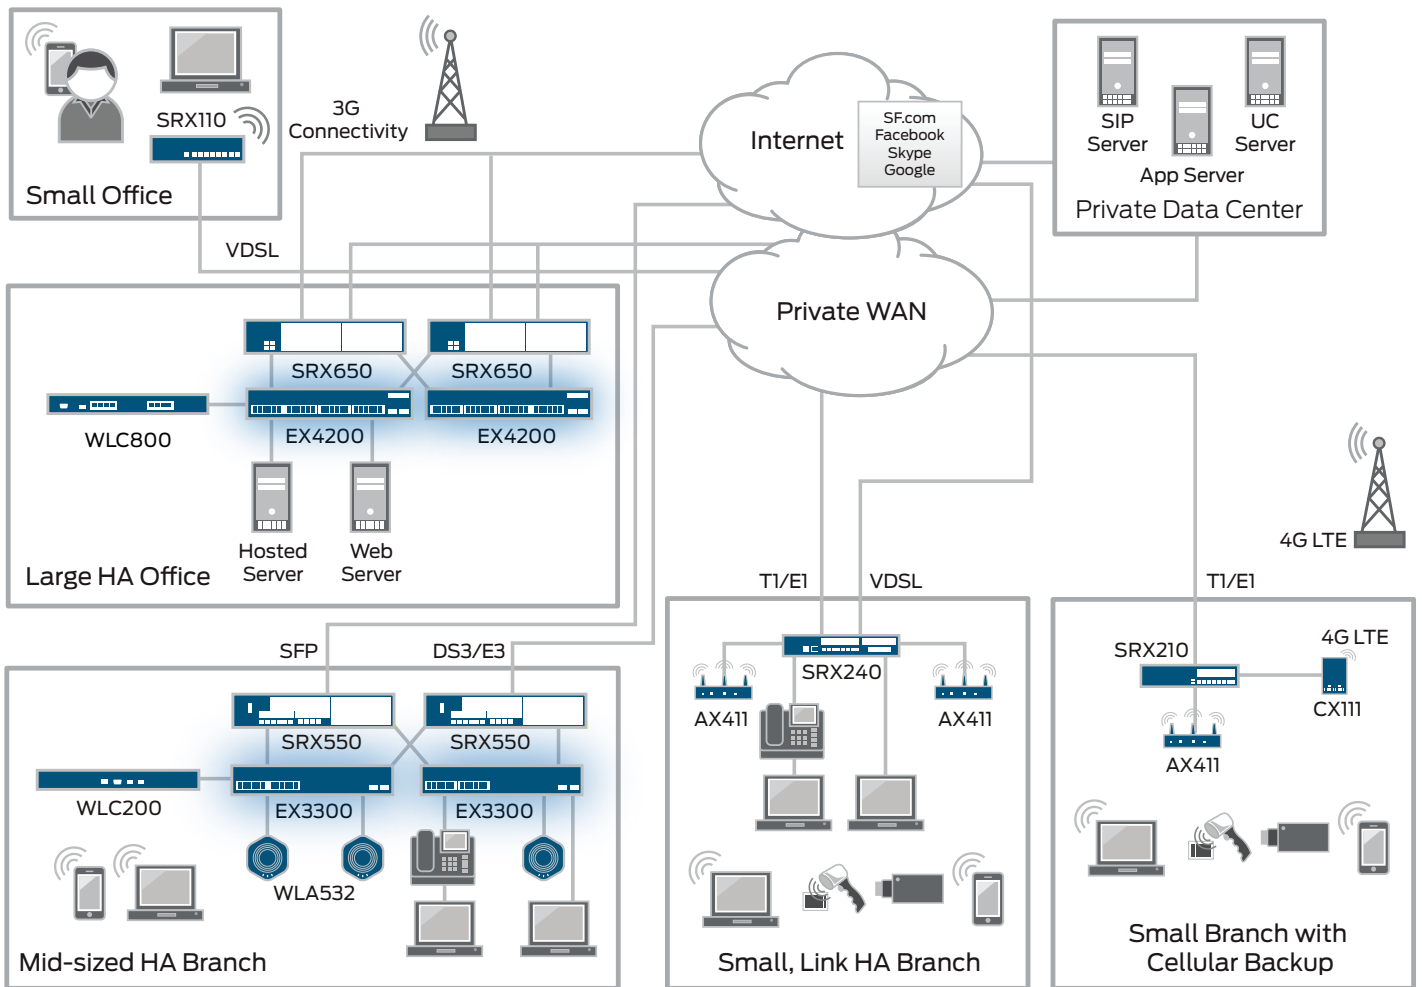 SRX110
Small Office
3G
Connectivity
Internet
SF.com
Facebook
Skype
Google
SIP
Server
UC
Server
App Server
Private Data Center
VDSL
Private WAN
SRX650
SRX650
WLC800
EX4200
EX4200
Hosted
Server
Web
Server
Large HA Office
4G LTE
T1/E1
VDSL
T1/E1
SFP
DS3/E3
SRX550
SRX550
WLC200
EX3300
EX3300
WLA532
Mid-sized HA Branch
SRX240
AX411
AX411
Small, Link HA Branch
SRX210
4G LTE
CX111
AX411
Small Branch with
Cellular Backup